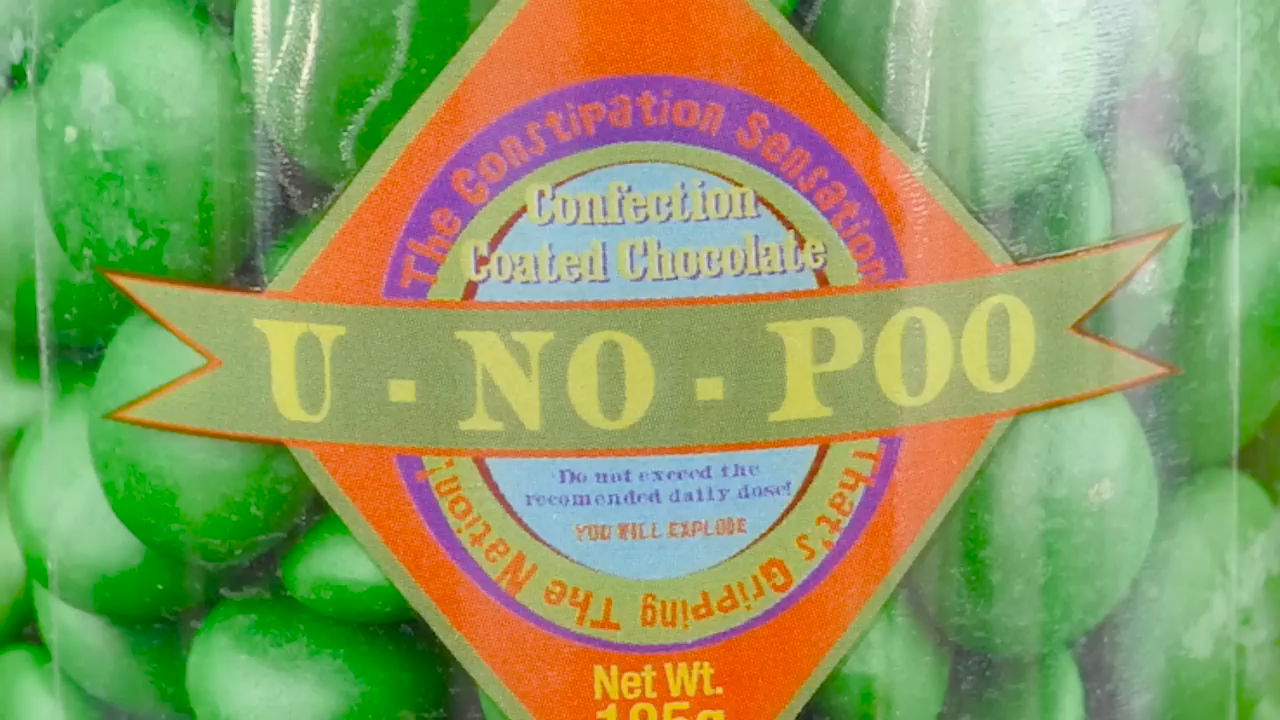 The Constipation Sensation
Confection
Coated Chocolate
U - NO - POO
Do not exceed the
recomended daily dose!
YOU WILL EXPLODE
That's Gripping The Nation!
Net Wt.
185g